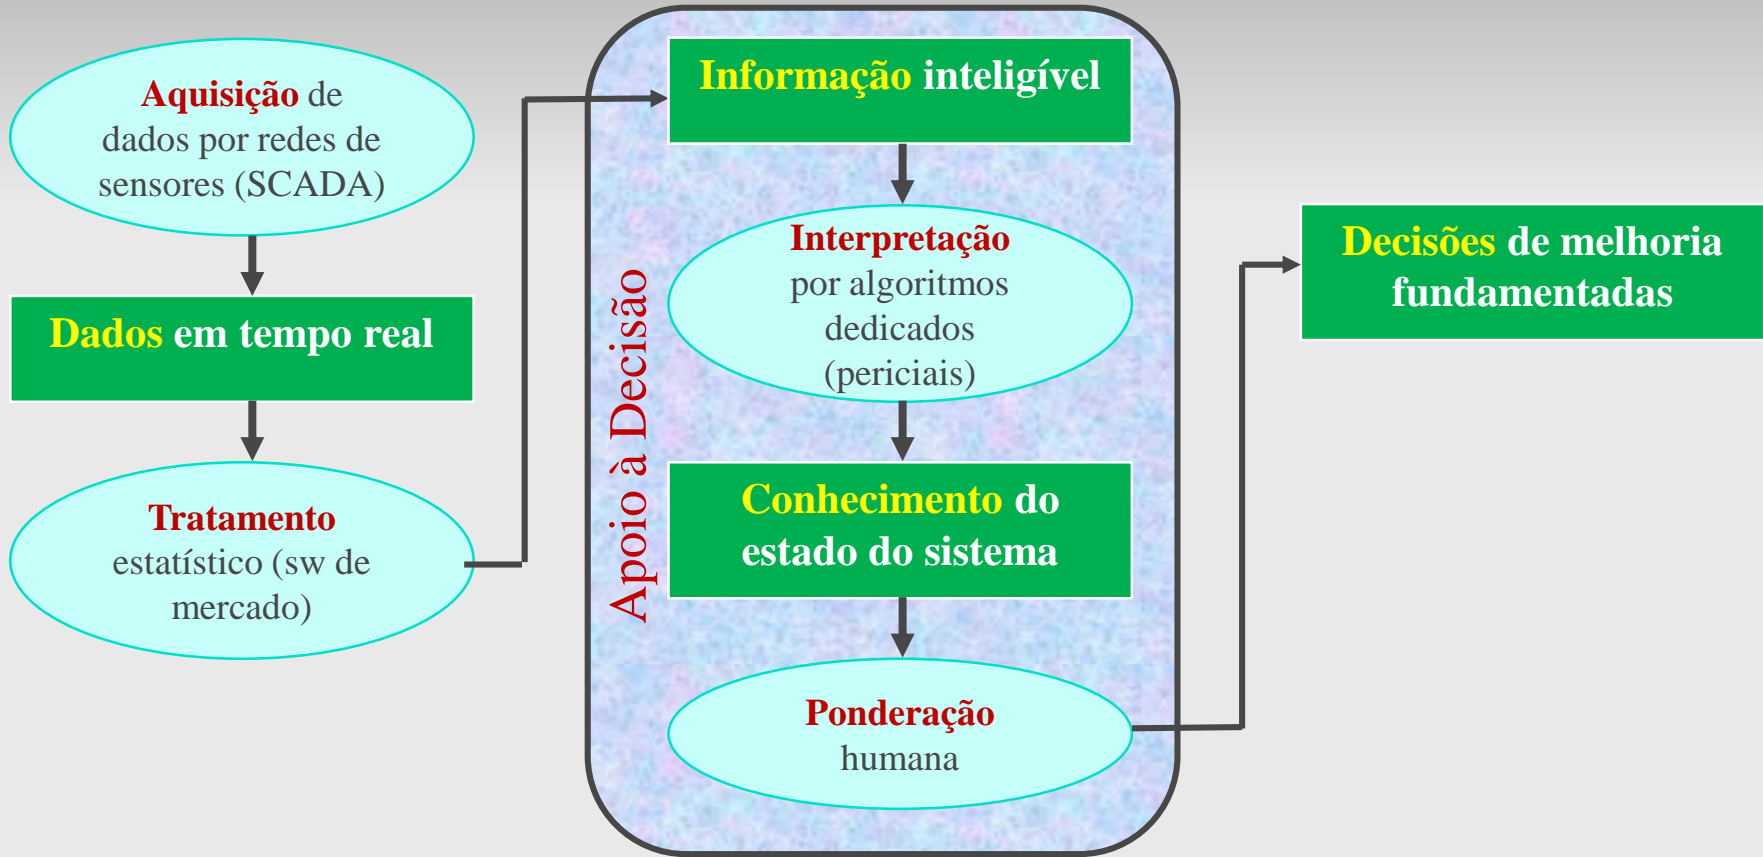 Aquisição de
dados por redes de
sensores (SCADA)
Dados em tempo real
Tratamento
estatístico (sw de
mercado)
Apoio à Decisão
Informação inteligível
Interpretação
por algoritmos
dedicados
(periciais)
Conhecimento do
estado do sistema
Ponderação
humana
Decisões de melhoria
fundamentadas